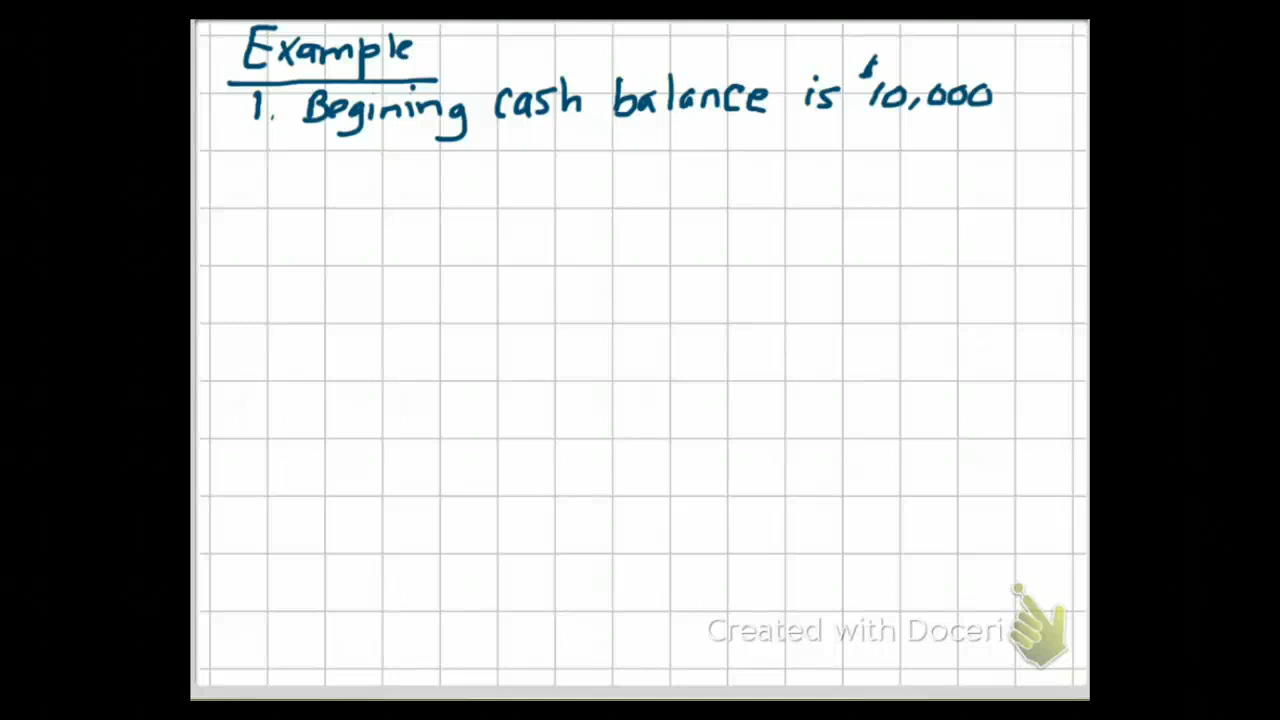 Example
1. Begining cash balance is $10,000
Created with Doceri